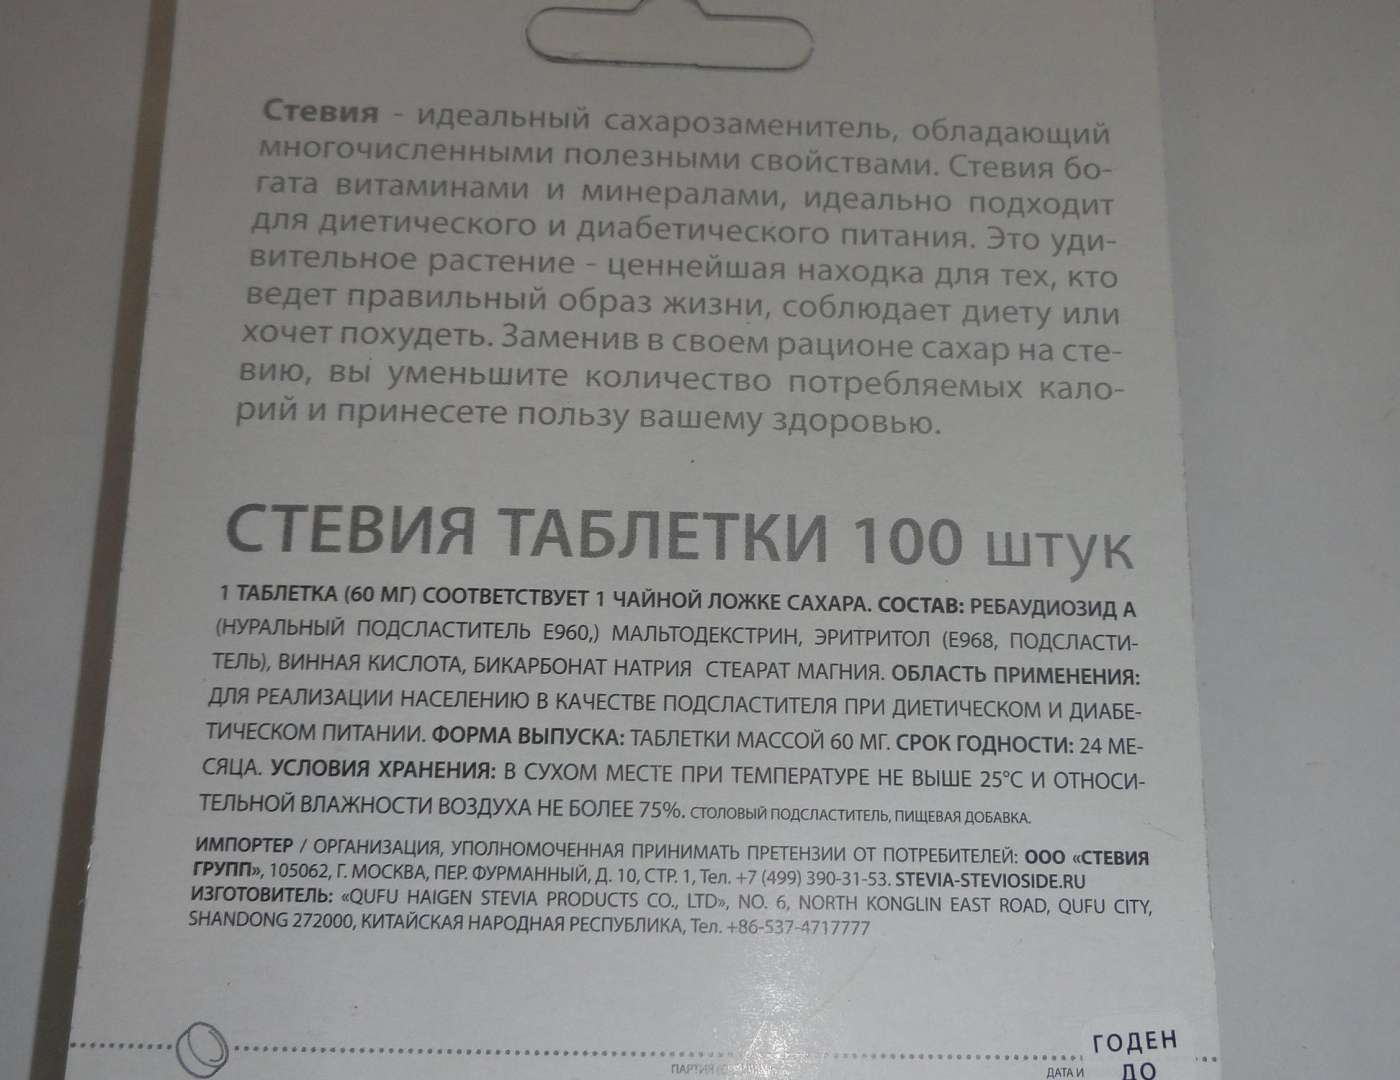 Стевия - идеальный сахарозаменитель, обладающий
многочисленными полезными свойствами. Стевия бо-
гата витаминами и минералами, идеально подходит
для диетического и диабетического питания. Это уди-
вительное растение - ценнейшая находка для тех, кто
ведет правильный образ жизни, соблюдает диету или
хочет похудеть. Заменив в своем рационе сахар на сте-
вию, вы уменьшите количество потребляемых кало-
рий и принесете пользу вашему здоровью.
СТЕВИЯ ТАБЛЕТКИ 100 штук
1 ТАБЛЕТКА (60 МГ) СООТВЕТСТВУЕТ 1 ЧАЙНОЙ ЛОЖКЕ САХАРА. СОСТАВ: РЕБАУДИОЗИД А
(НУРАЛЬНЫЙ ПОДСЛАСТИТЕЛЬ Е960,) МАЛЬТОДЕКСТРИН, ЭРИТРИТОЛ (Е968, ПОДСЛАСТИ-
ТЕЛЬ), ВИННАЯ КИСЛОТА, БИКАРБОНАТ НАТРИЯ СТЕАРАТ МАГНИЯ. ОБЛАСТЬ ПРИМЕНЕНИЯ:
ДЛЯ РЕАЛИЗАЦИИ НАСЕЛЕНИЮ В КАЧЕСТВЕ ПОДСЛАСТИТЕЛЯ ПРИ ДИЕТИЧЕСКОМ И ДИАБЕ-
ТИЧЕСКОМ ПИТАНИИ. ФОРМА ВЫПУСКА: ТАБЛЕТКИ МАССОЙ 60 МГ. СРОК ГОДНОСТИ: 24 МЕ-
СЯЦА. УСЛОВИЯ ХРАНЕНИЯ: В СУХОМ МЕСТЕ ПРИ ТЕМПЕРАТУРЕ НЕ ВЫШЕ 25°С И ОТНОСИ-
ТЕЛЬНОЙ ВЛАЖНОСТИ ВОЗДУХА НЕ БОЛЕЕ 75%. СТОЛОВЫЙ ПОДСЛАСТИТЕЛЬ, ПИЩЕВАЯ ДОБАВКА.
ИМПОРТЕР / ОРГАНИЗАЦИЯ, УПОЛНОМОЧЕННАЯ ПРИНИМАТЬ ПРЕТЕНЗИИ ОТ ПОТРЕБИТЕЛЕЙ: ООО «СТЕВИЯ
ГРУПП», 105062, Г. МОСКВА, ПЕР. ФУРМАННЫЙ, Д. 10, СТР. 1, Тел. +7 (499) 390-31-53. STEVIA-STEVIOSIDE.RU
ИЗГОТОВИТЕЛЬ: «QUFU HAIGEN STEVIA PRODUCTS CO., LTD», NO. 6, NORTH KONGLIN EAST ROAD, QUFU CITY,
SHANDONG 272000, КИТАЙСКАЯ НАРОДНАЯ РЕСПУБЛИКА, Тел. +86-537-4717777
ГОДЕН
ДО
ПАРТИЯ
ДАТА И